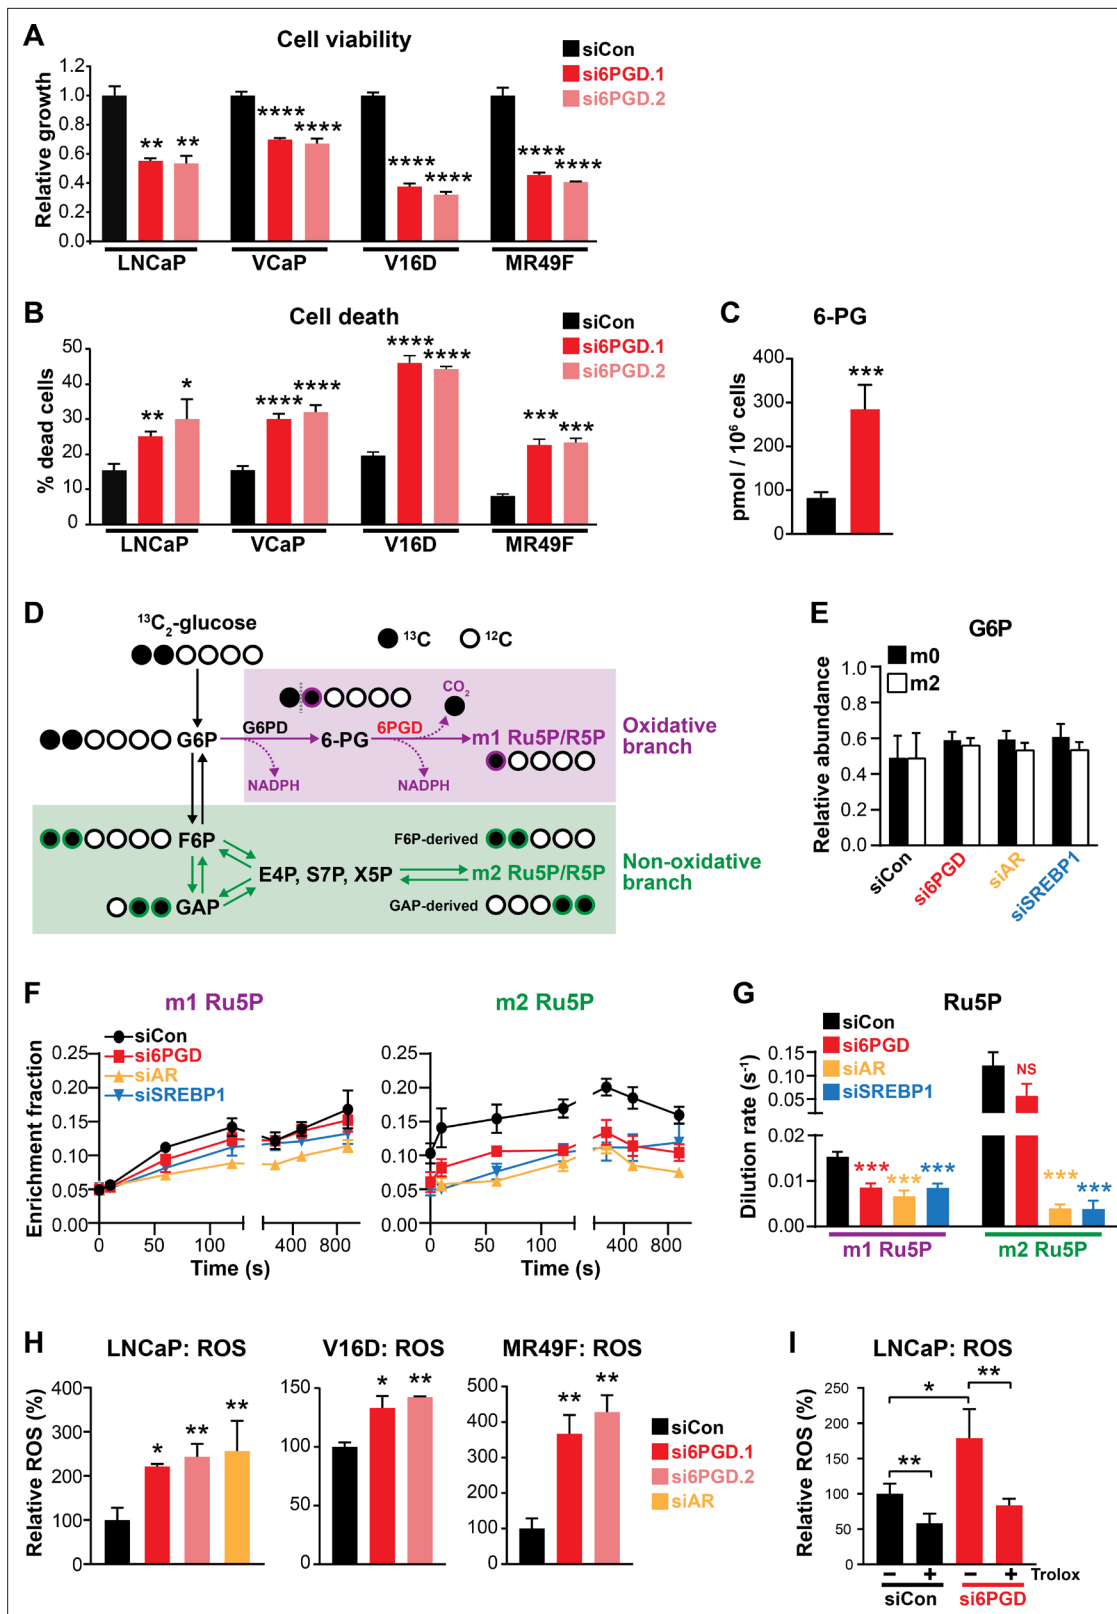 A
Cell viability
siCon
si6PGD.1
si6PGD.2
Relative growth
1.2
1.0
0.8
0.6
0.4
0.2
0.0
** **
**** ****
**** ****
**** ****
LNCaP VCaP V16D MR49F
B
Cell death
siCon
si6PGD.1
si6PGD.2
% dead cells
50
40
30
20
10
0
** *
**** ****
**** ****
*** ***
LNCaP VCaP V16D MR49F
C
6-PG
pmol / 10⁶ cells
400
300
200
100
0
***
D
¹³C₂-glucose
¹³C ¹²C
G6P
G6PD
6-PG
6PGD
CO₂
m1 Ru5P/R5P
NADPH NADPH
Oxidative
branch
F6P
E4P, S7P, X5P
GAP
F6P-derived
m2 Ru5P/R5P
GAP-derived
Non-oxidative
branch
E
G6P
m0
m2
Relative abundance
1.0
0.8
0.6
0.4
0.2
0.0
siCon si6PGD siAR siSREBP1
F
m1 Ru5P
m2 Ru5P
siCon
si6PGD
siAR
siSREBP1
Enrichment fraction
0.25
0.20
0.15
0.10
0.05
0.00
0 50 100 400 800
Time (s)
0.25
0.20
0.15
0.10
0.05
0.00
0 50 100 400 800
Time (s)
G
Ru5P
siCon
si6PGD
siAR
siSREBP1
Dilution rate (s⁻¹)
0.15
0.10
0.05
0.02
0.01
0.00
*** *** ***
NS *** ***
m1 Ru5P m2 Ru5P
H
LNCaP: ROS
Relative ROS (%)
400
300
200
100
0
* ** **
V16D: ROS
150
100
50
0
* **
MR49F: ROS
500
400
300
200
100
0
** **
siCon
si6PGD.1
si6PGD.2
siAR
I
LNCaP: ROS
Relative ROS (%)
250
200
150
100
50
0
* ** **
− + − + Trolox
siCon si6PGD